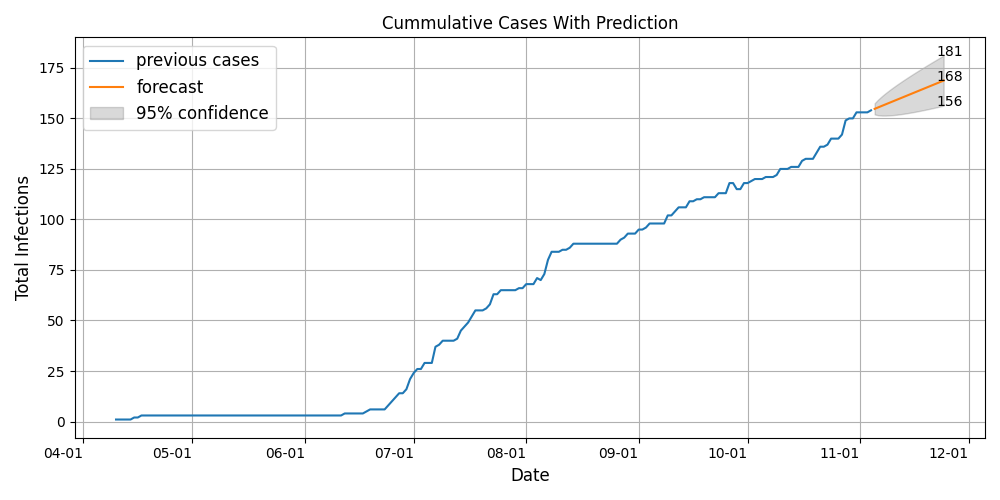 Cummulative Cases With Prediction
previous cases
forecast
95% confidence
181
168
156
Total Infections
175
150
125
100
75
50
25
0
04-01 05-01 06-01 07-01 08-01 09-01 10-01 11-01 12-01
Date